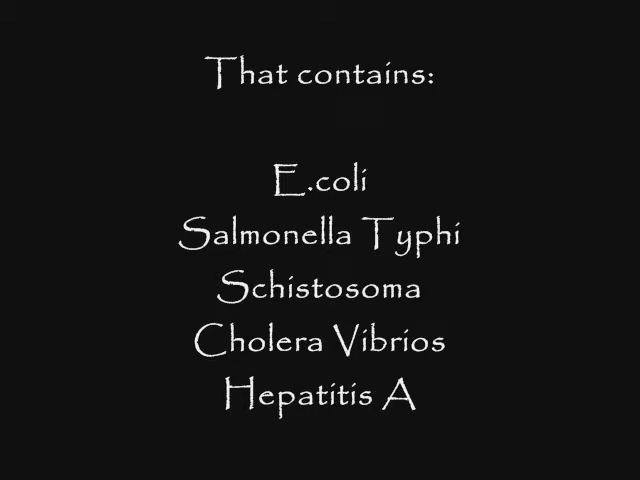 That contains:
E.coli
Salmonella Typhi
Schistosoma
Cholera Vibrios
Hepatitis A